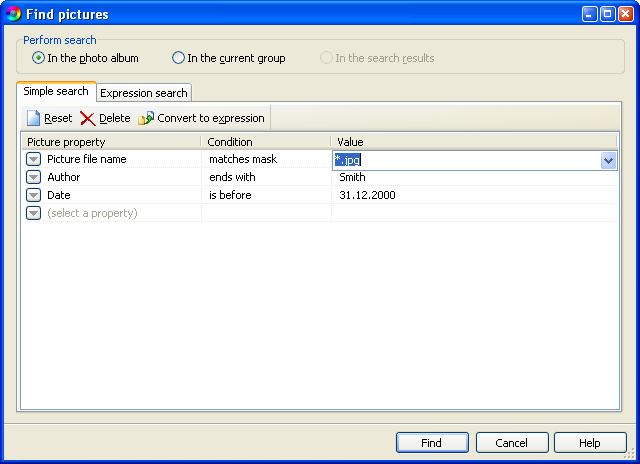 Find pictures
Perform search
In the photo album In the current group In the search results
Simple search Expression search
Reset Delete Convert to expression
Picture property Condition Value
Picture file name matches mask *.jpg
Author ends with Smith
Date is before 31.12.2000
(select a property)
Find Cancel Help